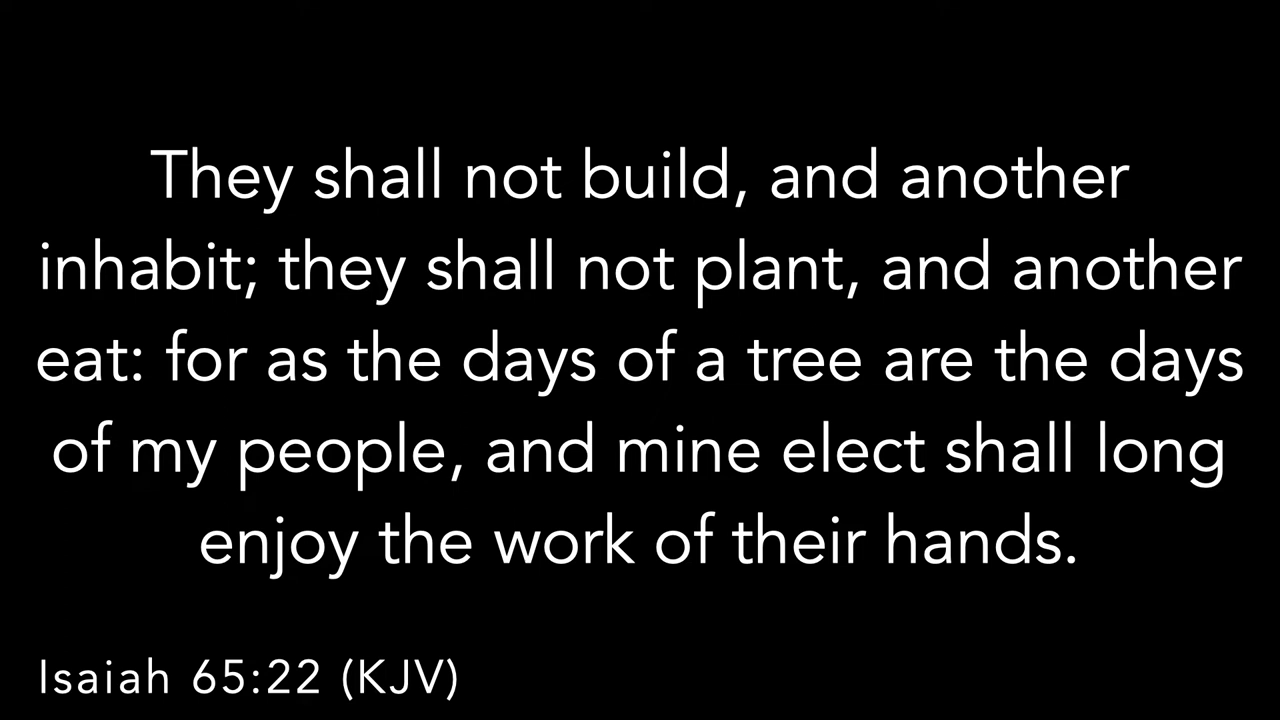 They shall not build, and another
inhabit; they shall not plant, and another
eat: for as the days of a tree are the days
of my people, and mine elect shall long
enjoy the work of their hands.
Isaiah 65:22 (KJV)